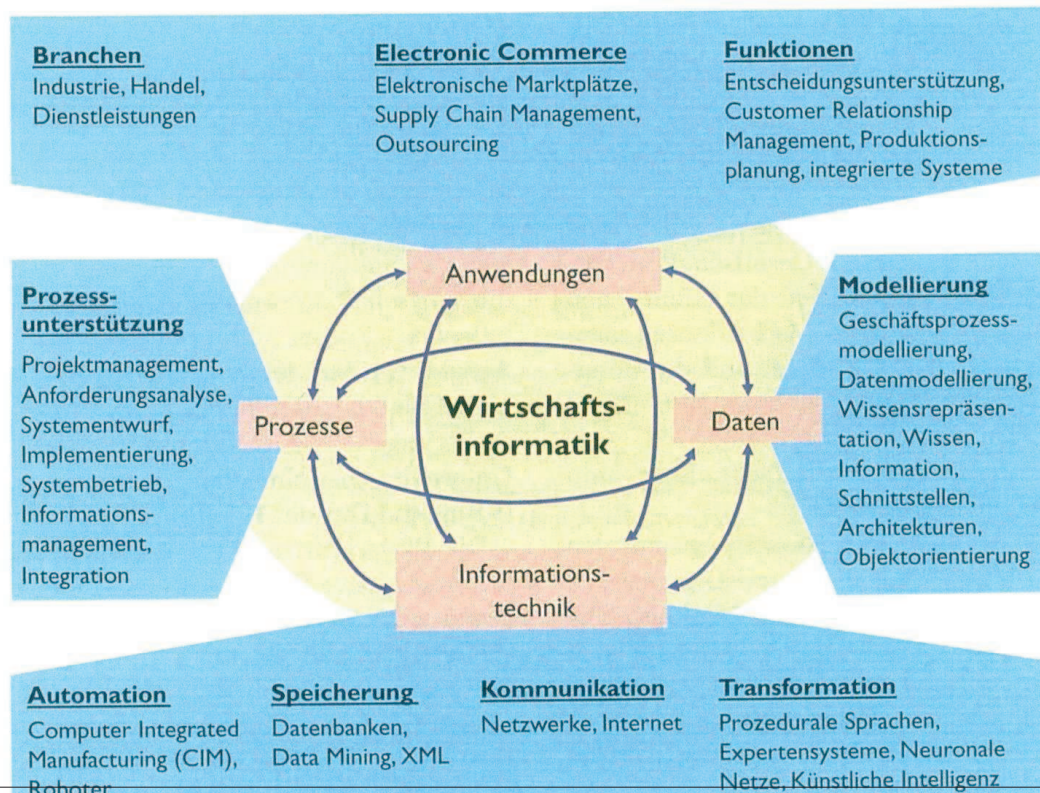 Branchen
Industrie, Handel,
Dienstleistungen
Electronic Commerce
Elektronische Marktplätze,
Supply Chain Management,
Outsourcing
Funktionen
Entscheidungsunterstützung,
Customer Relationship
Management, Produktions-
planung, integrierte Systeme
Anwendungen
Prozess-
unterstützung
Projektmanagement,
Anforderungsanalyse,
Systementwurf,
Implementierung,
Systembetrieb,
Informations-
management,
Integration
Prozesse
Wirtschafts-
informatik
Daten
Modellierung
Geschäftsprozess-
modellierung,
Datenmodellierung,
Wissensrepräsen-
tation, Wissen,
Information,
Schnittstellen,
Architekturen,
Objektorientierung
Informations-
technik
Automation
Computer Integrated
Manufacturing (CIM),
Roboter
Speicherung
Datenbanken,
Data Mining, XML
Kommunikation
Netzwerke, Internet
Transformation
Prozedurale Sprachen,
Expertensysteme, Neuronale
Netze, Künstliche Intelligenz